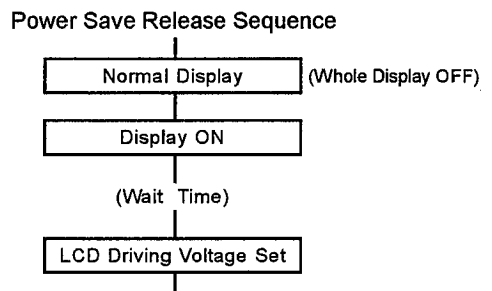 Power Save Release Sequence
Normal Display (Whole Display OFF)
Display ON
(Wait Time)
LCD Driving Voltage Set